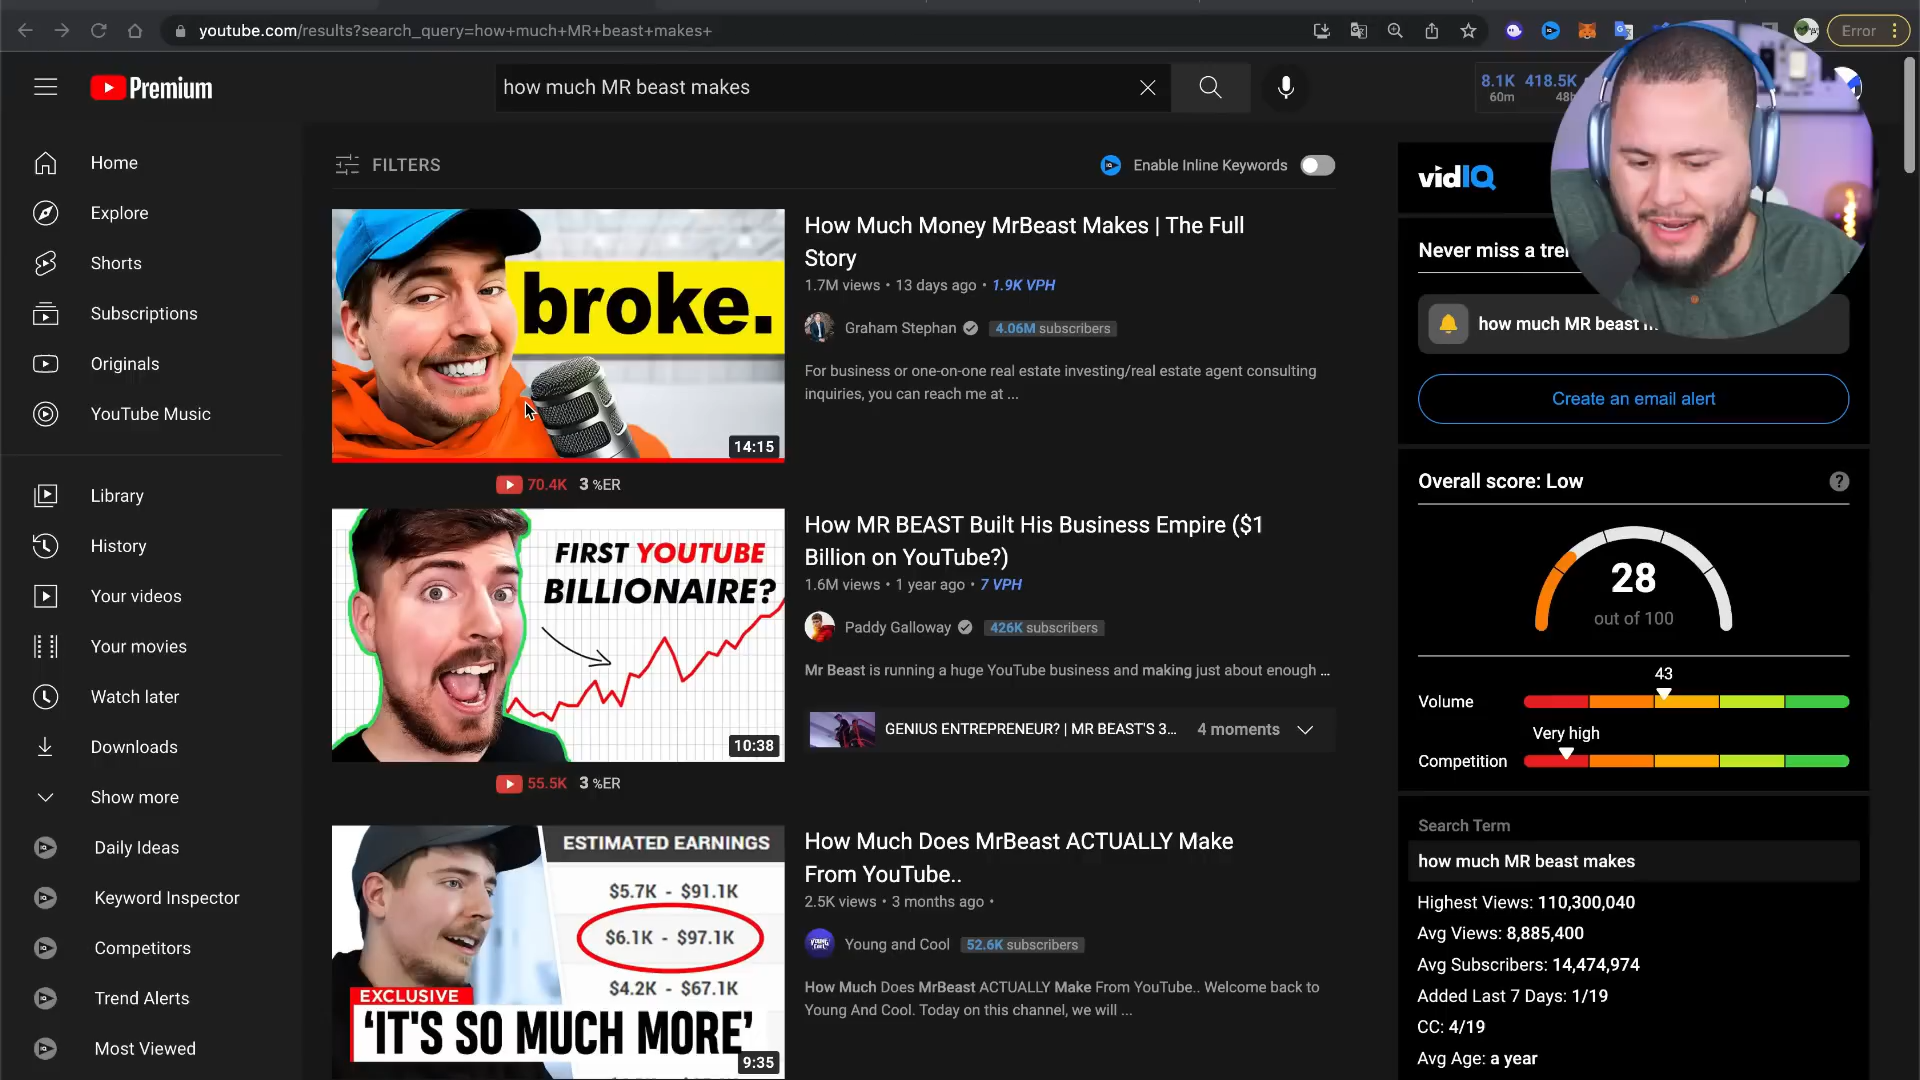 youtube.com/results?search_query=how+much+MR+beast+makes+
Error
Premium
how much MR beast makes
8.1K 418.5K
60m 48h
Home
Explore
Shorts
Subscriptions
Originals
YouTube Music
Library
History
Your videos
Your movies
Watch later
Downloads
Show more
Daily Ideas
Keyword Inspector
Competitors
Trend Alerts
Most Viewed
FILTERS
Enable Inline Keywords
broke.
14:15
How Much Money MrBeast Makes | The Full
Story
1.7M views • 13 days ago • 1.9K VPH
Graham Stephan 4.06M subscribers
For business or one-on-one real estate investing/real estate agent consulting
inquiries, you can reach me at ...
70.4K 3 %ER
FIRST YOUTUBE
BILLIONAIRE?
10:38
How MR BEAST Built His Business Empire ($1
Billion on YouTube?)
1.6M views • 1 year ago • 7 VPH
Paddy Galloway 426K subscribers
Mr Beast is running a huge YouTube business and making just about enough ...
GENIUS ENTREPRENEUR? | MR BEAST'S 3... 4 moments
55.5K 3 %ER
ESTIMATED EARNINGS
$5.7K - $91.1K
$6.1K - $97.1K
$4.2K - $67.1K
EXCLUSIVE
'IT'S SO MUCH MORE'
9:35
How Much Does MrBeast ACTUALLY Make
From YouTube..
2.5K views • 3 months ago •
Young and Cool 52.6K subscribers
How Much Does MrBeast ACTUALLY Make From YouTube.. Welcome back to
Young And Cool. Today on this channel, we will ...
vidIQ
Never miss a
how much MR beast
Create an email alert
Overall score: Low
28
out of 100
43
Volume
Very high
Competition
Search Term
how much MR beast makes
Highest Views: 110,300,040
Avg Views: 8,885,400
Avg Subscribers: 14,474,974
Added Last 7 Days: 1/19
CC: 4/19
Avg Age: a year